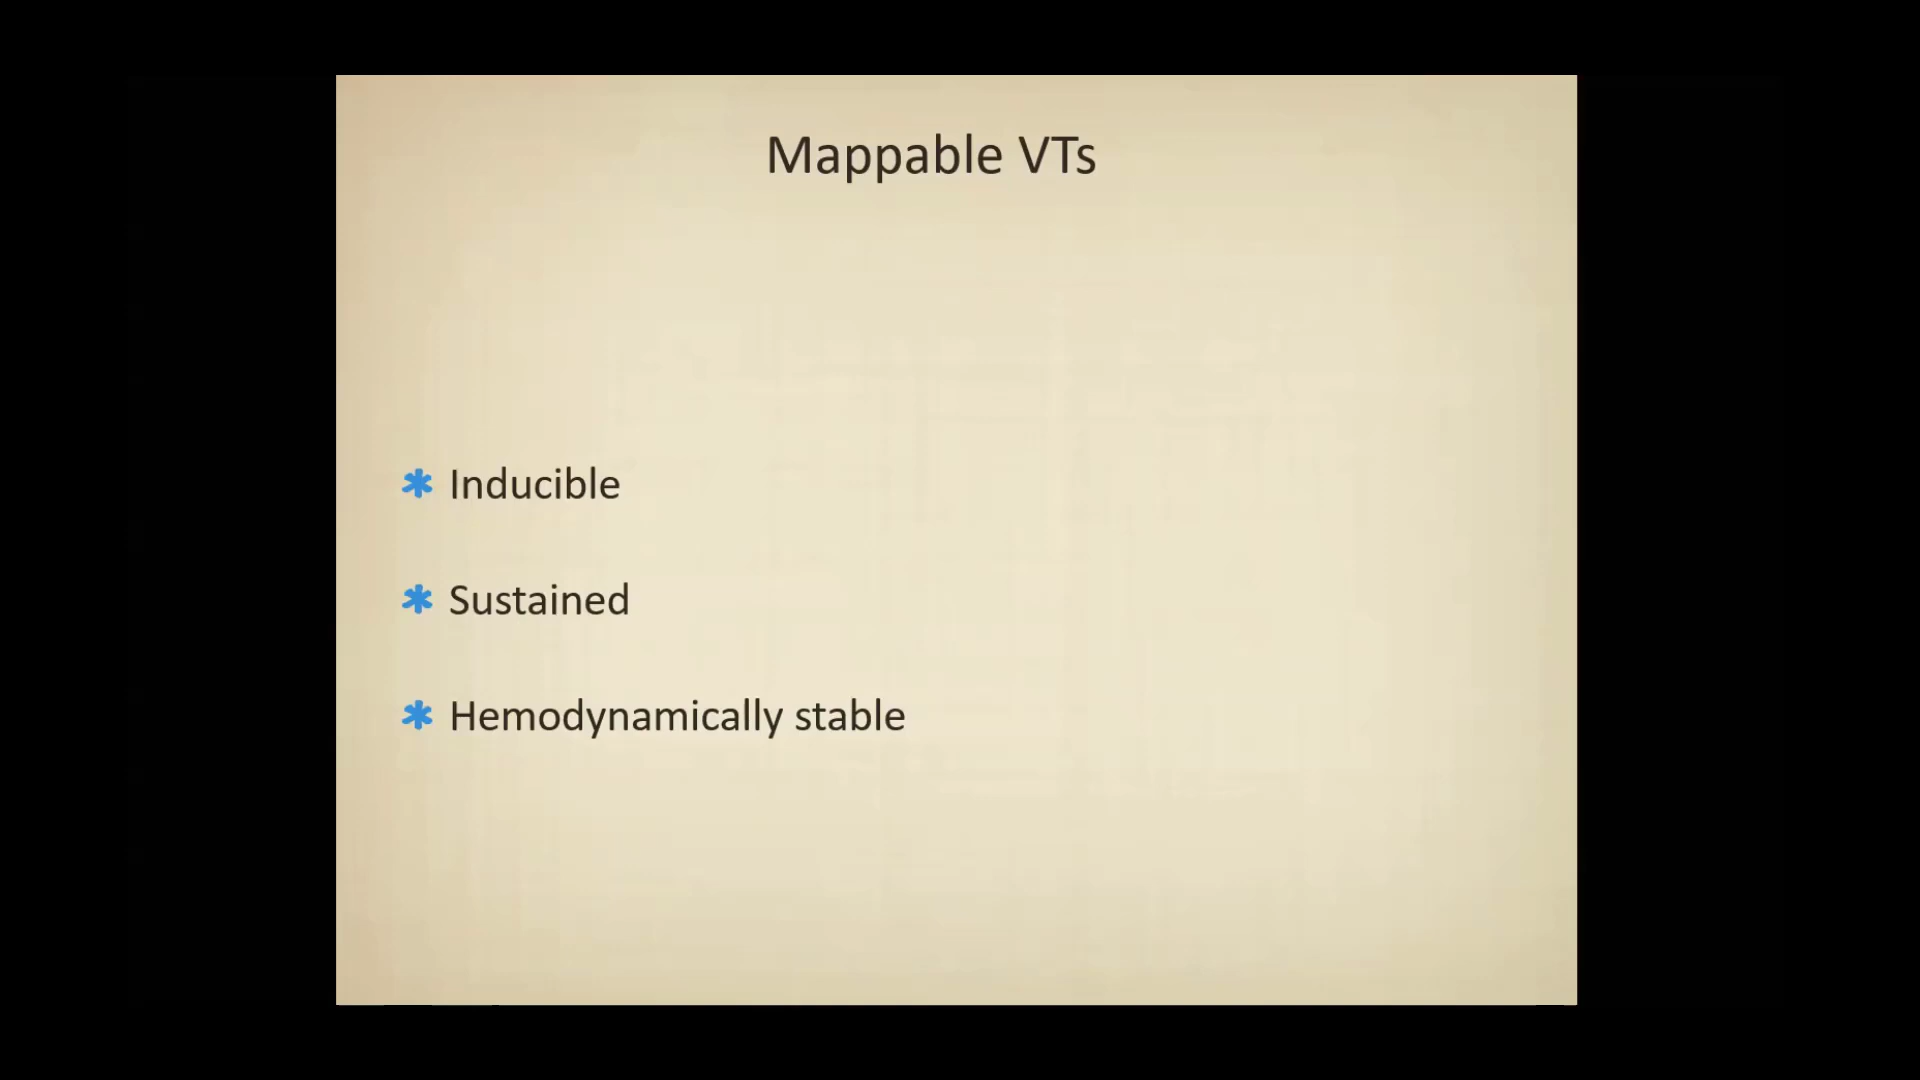 Mappable VTs
* Inducible
* Sustained
* Hemodynamically stable